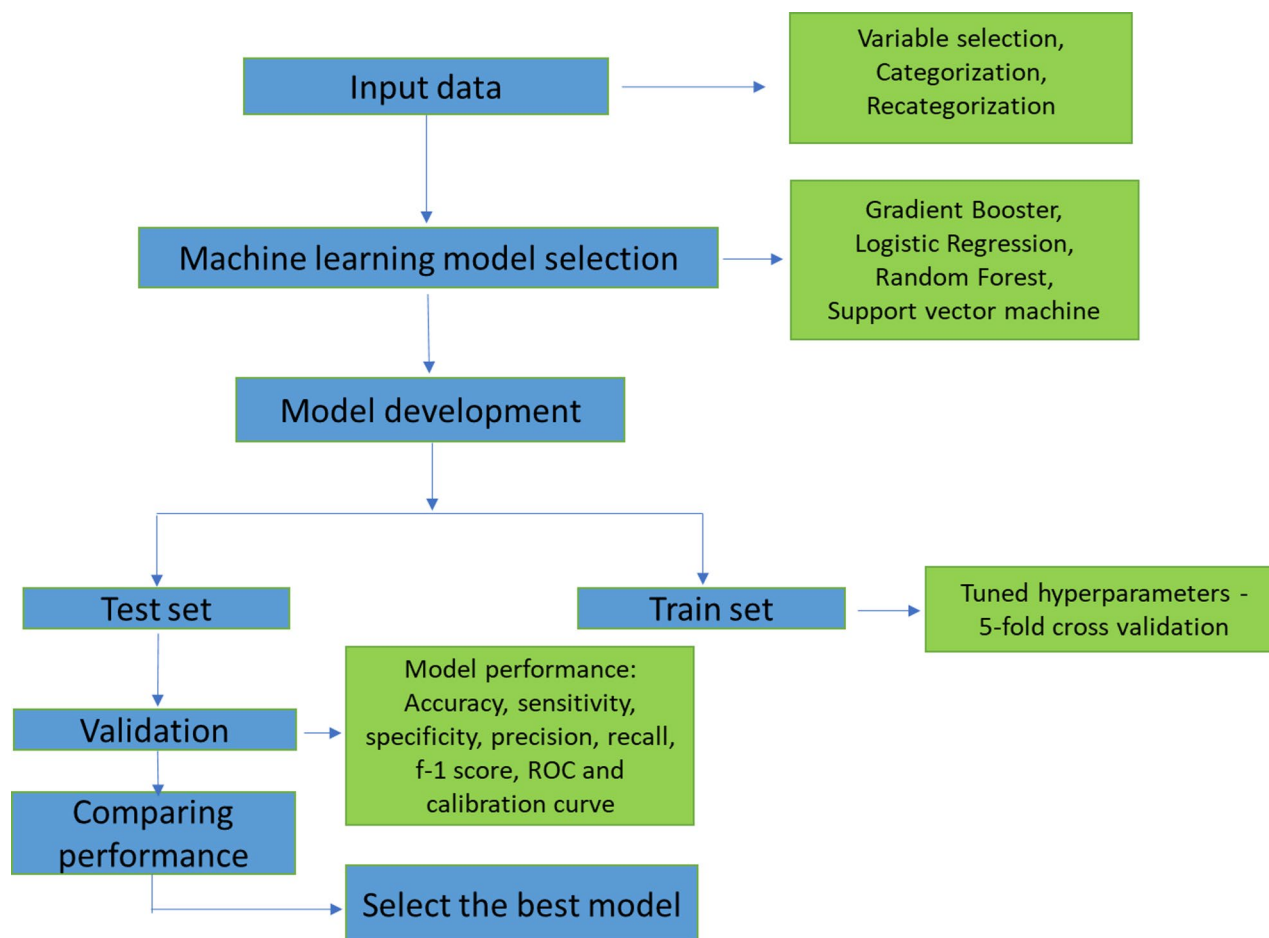 Input data
Variable selection,
Categorization,
Recategorization
Machine learning model selection
Gradient Booster,
Logistic Regression,
Random Forest,
Support vector machine
Model development
Test set
Train set
Tuned hyperparameters -
5-fold cross validation
Validation
Model performance:
Accuracy, sensitivity,
specificity, precision, recall,
f-1 score, ROC and
calibration curve
Comparing
performance
Select the best model